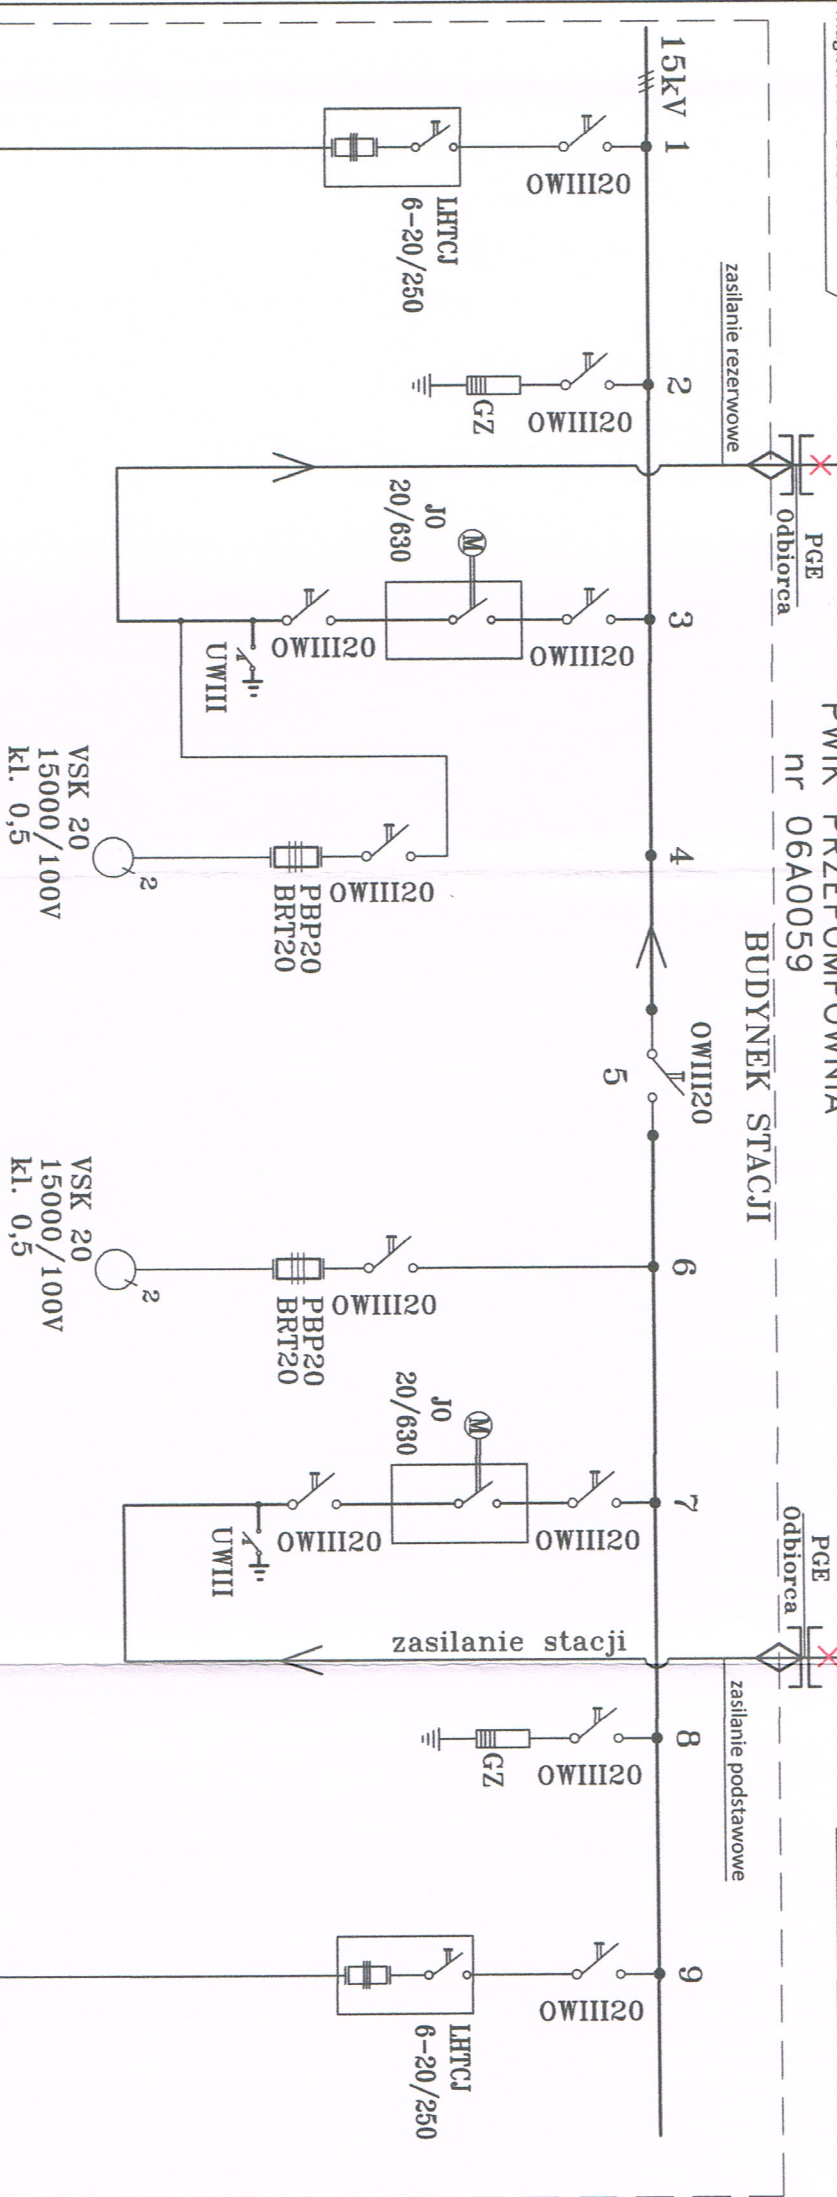 PWIK PRZEPOMPOWNIA
nr 06A0059
BUDYNEK STACJI
PGE
Odbiorca
PGE
Odbiorca
zasilanie rezerwowe
zasilanie podstawowe
15kV
1
2
3
4
5
6
7
8
9
OWIII20
OWIII20
OWIII20
OWIII20
OWIII20
OWIII20
OWIII20
zasilanie stacji
LHTCJ
6-20/250
GZ
JO
20/630
M
OWIII20
UWIII
OWIII20
PBP20
BRT20
VSK 20
15000/100V
kl. 0,5
2
OWIII20
PBP20
BRT20
VSK 20
15000/100V
kl. 0,5
2
JO
20/630
M
OWIII20
UWIII
GZ
LHTCJ
6-20/250